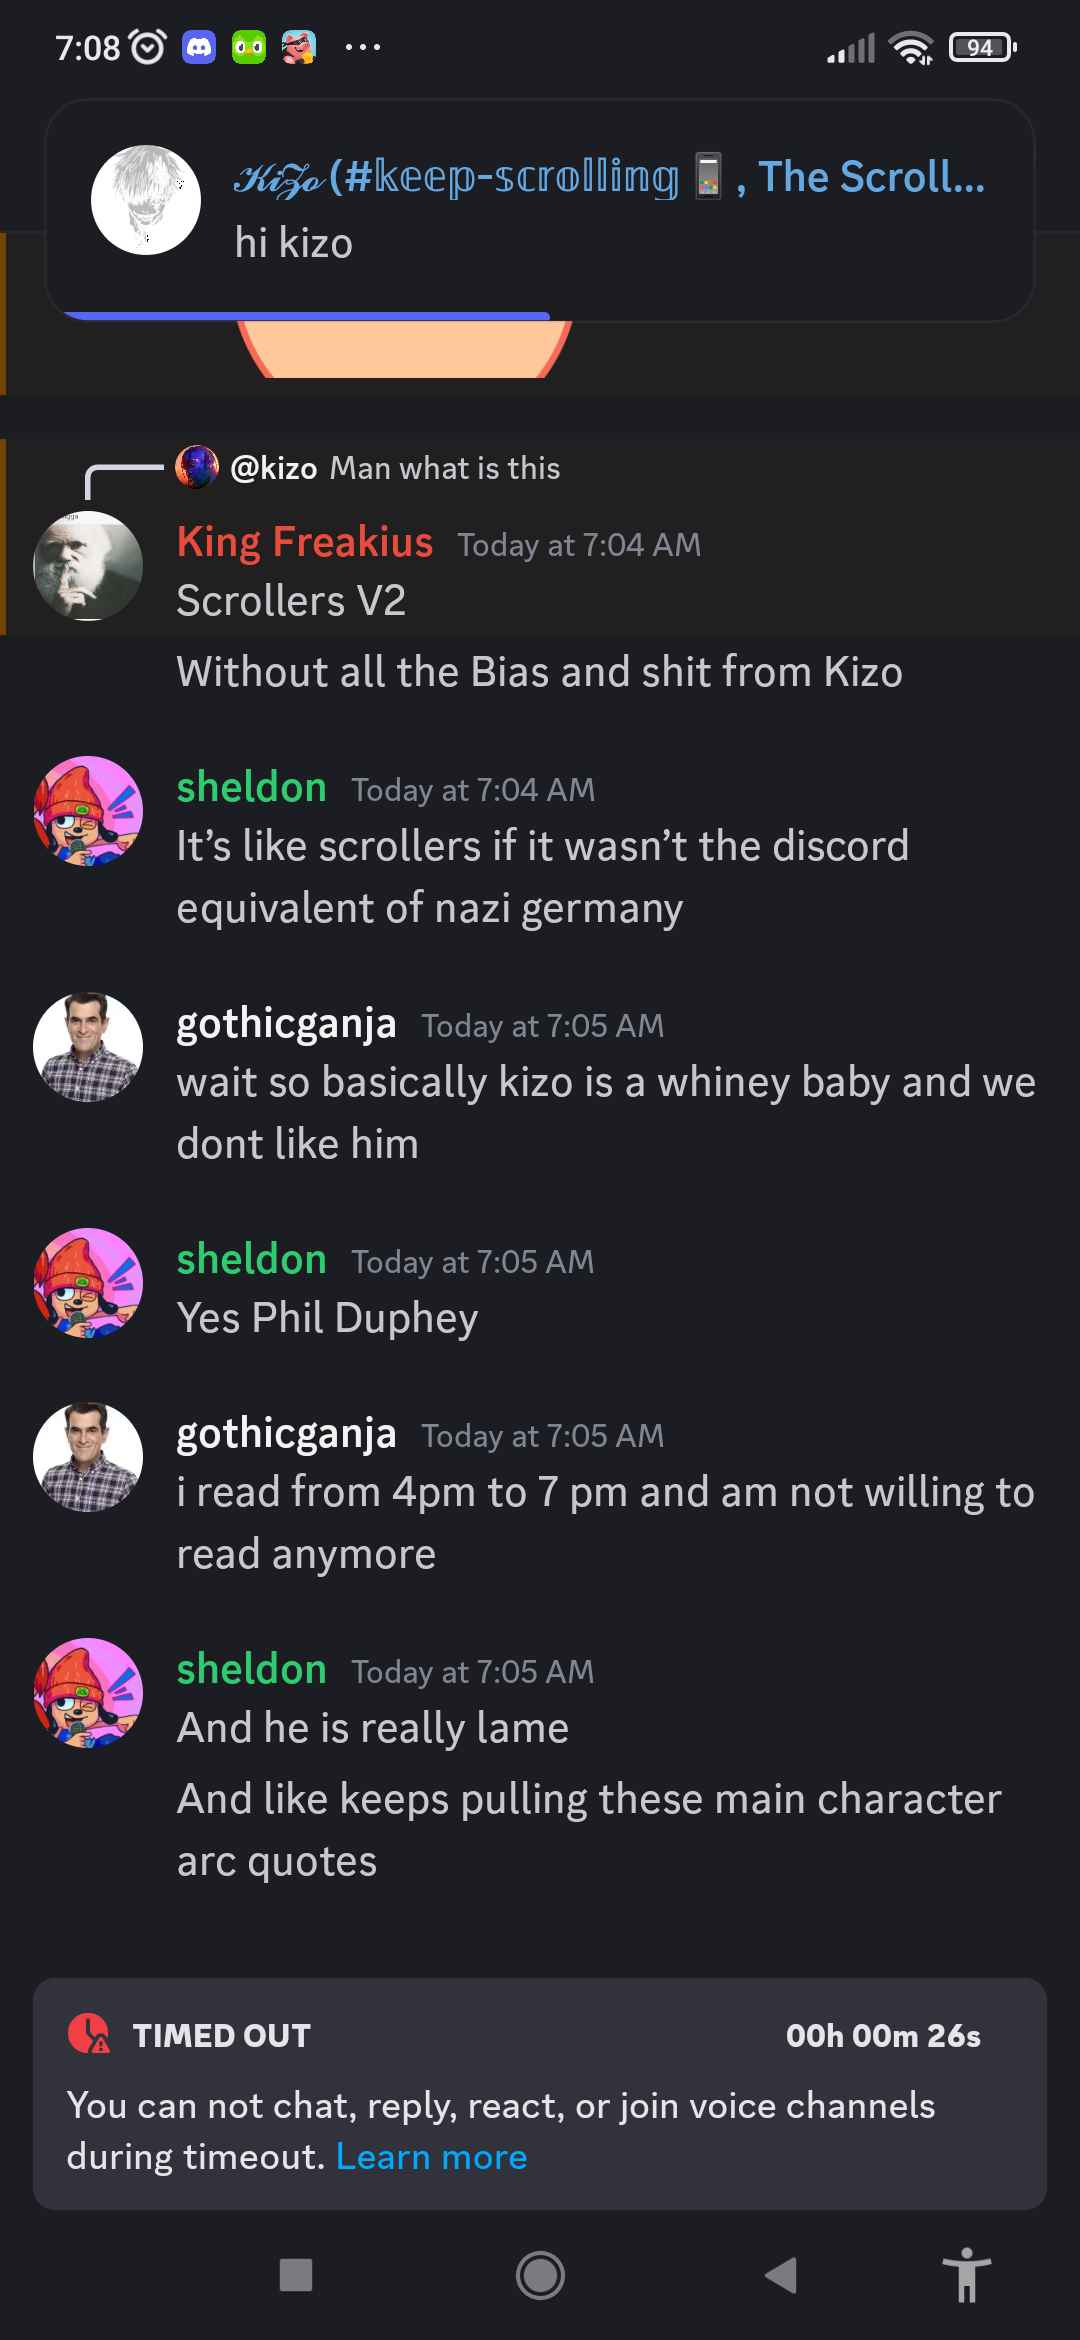 7:08
94
𝒦𝒾𝓏𝑜 (#𝕜𝕖𝕖𝕡-𝕤𝕔𝕣𝕠𝕝𝕝𝕚𝕟𝕘📱, The Scroll...
hi kizo
@kizo Man what is this
King Freakius Today at 7:04 AM
Scrollers V2
Without all the Bias and shit from Kizo
sheldon Today at 7:04 AM
It's like scrollers if it wasn't the discord
equivalent of nazi germany
gothicganja Today at 7:05 AM
wait so basically kizo is a whiney baby and we
dont like him
sheldon Today at 7:05 AM
Yes Phil Duphey
gothicganja Today at 7:05 AM
i read from 4pm to 7 pm and am not willing to
read anymore
sheldon Today at 7:05 AM
And he is really lame
And like keeps pulling these main character
arc quotes
TIMED OUT 00h 00m 26s
You can not chat, reply, react, or join voice channels
during timeout. Learn more